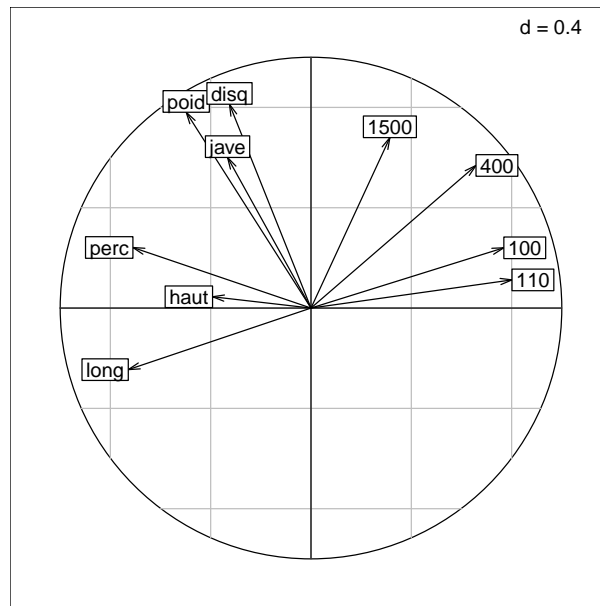 d = 0.4
disq
poid
1500
jave
400
perc
100
110
haut
long